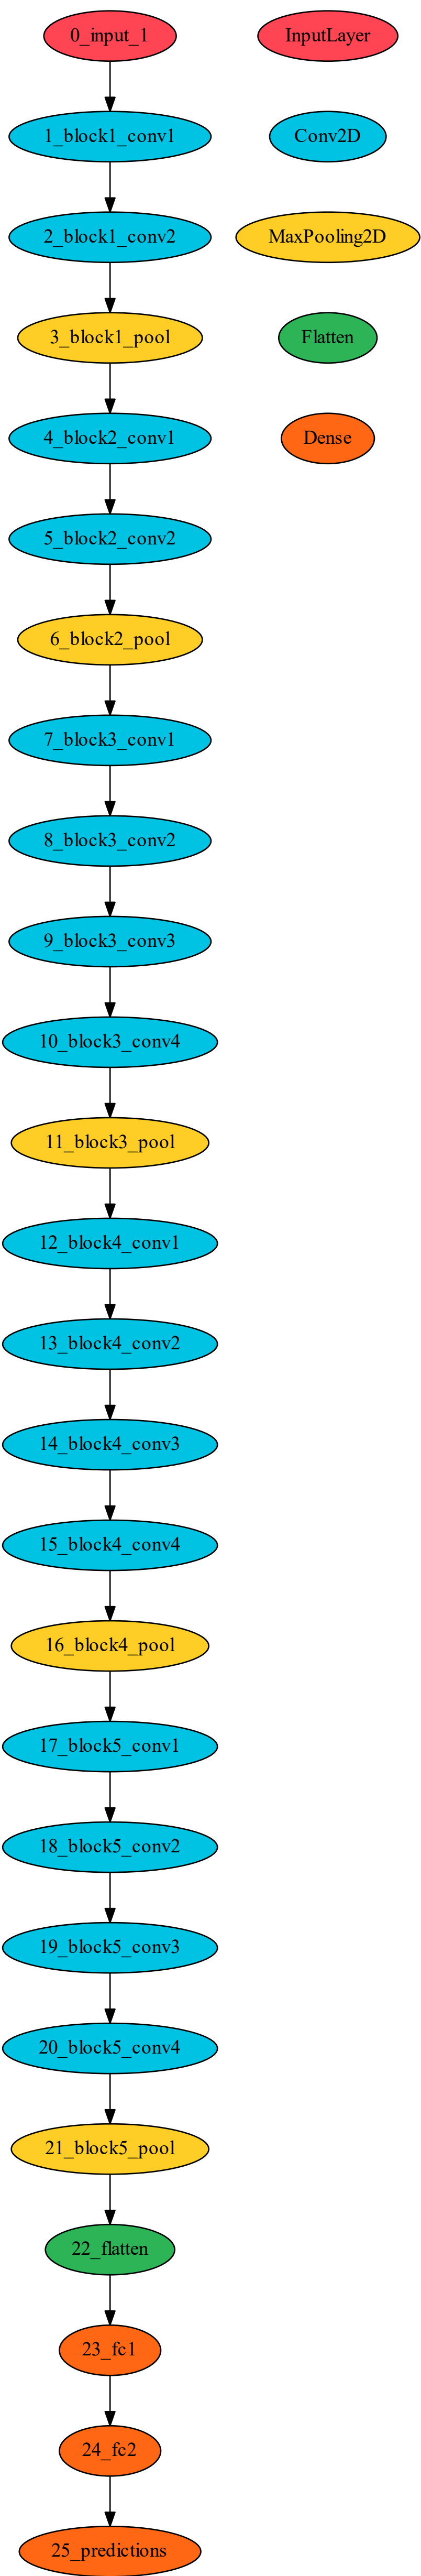 0_input_1
InputLayer
1_block1_conv1
Conv2D
2_block1_conv2
MaxPooling2D
3_block1_pool
Flatten
4_block2_conv1
Dense
5_block2_conv2
6_block2_pool
7_block3_conv1
8_block3_conv2
9_block3_conv3
10_block3_conv4
11_block3_pool
12_block4_conv1
13_block4_conv2
14_block4_conv3
15_block4_conv4
16_block4_pool
17_block5_conv1
18_block5_conv2
19_block5_conv3
20_block5_conv4
21_block5_pool
22_flatten
23_fc1
24_fc2
25_predictions